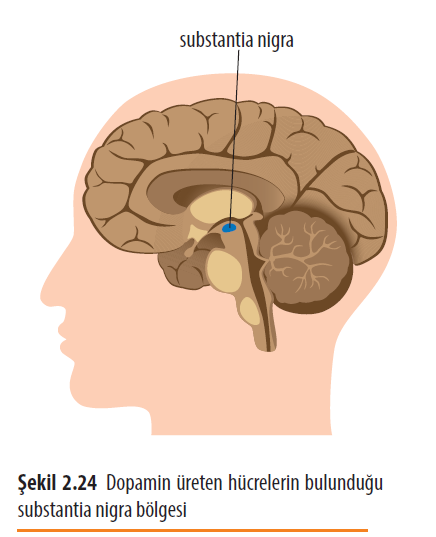 substantia nigra
Şekil 2.24 Dopamin üreten hücrelerin bulunduğu
substantia nigra bölgesi